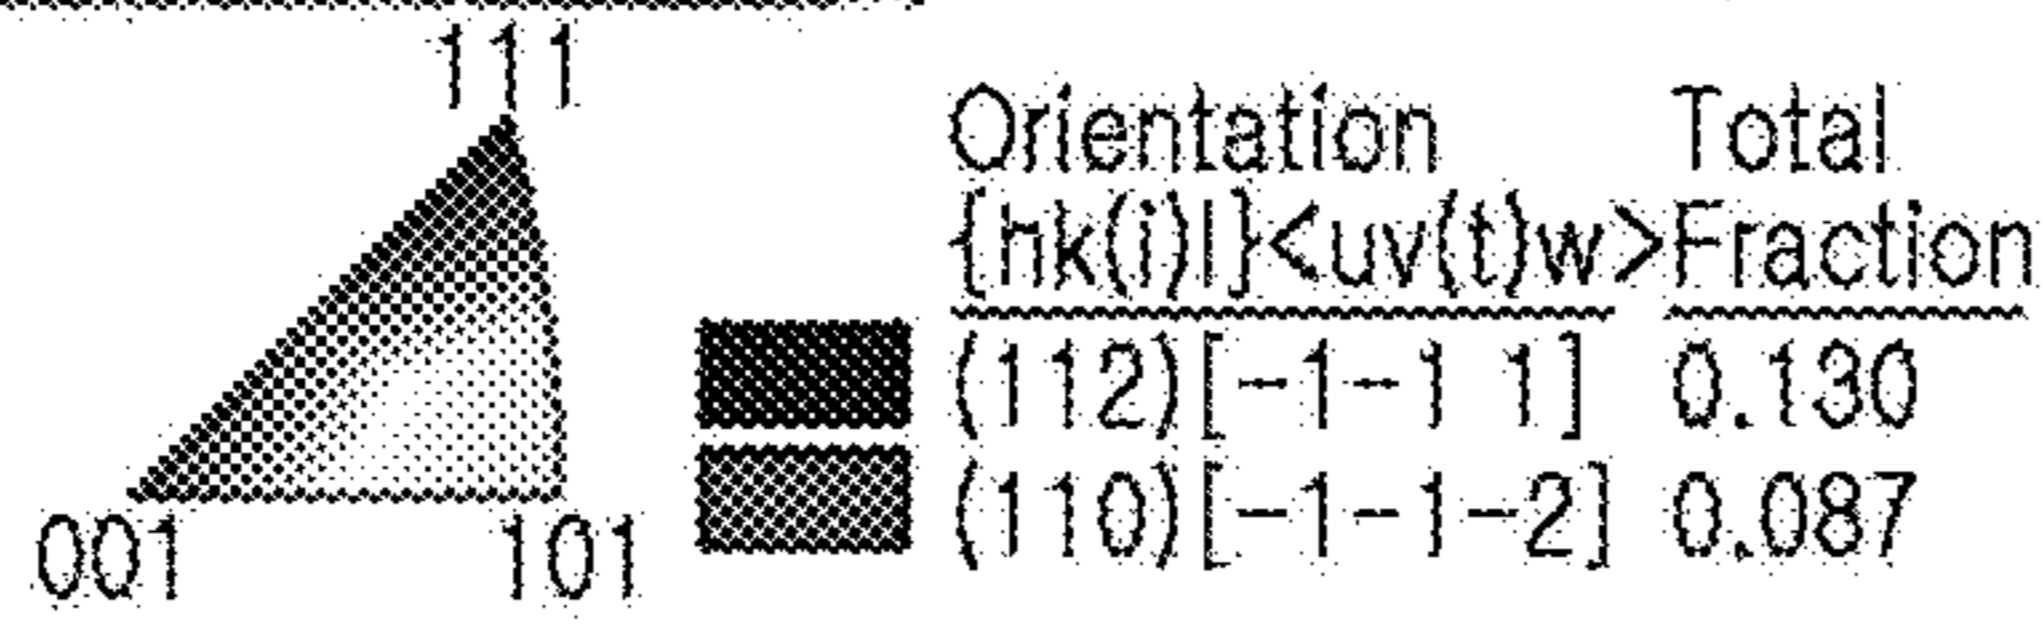 111
001 101
Orientation Total
{hk(i)l}<uv(t)w> Fraction
(112)[-1-1 1] 0.130
(110)[-1-1-2] 0.087